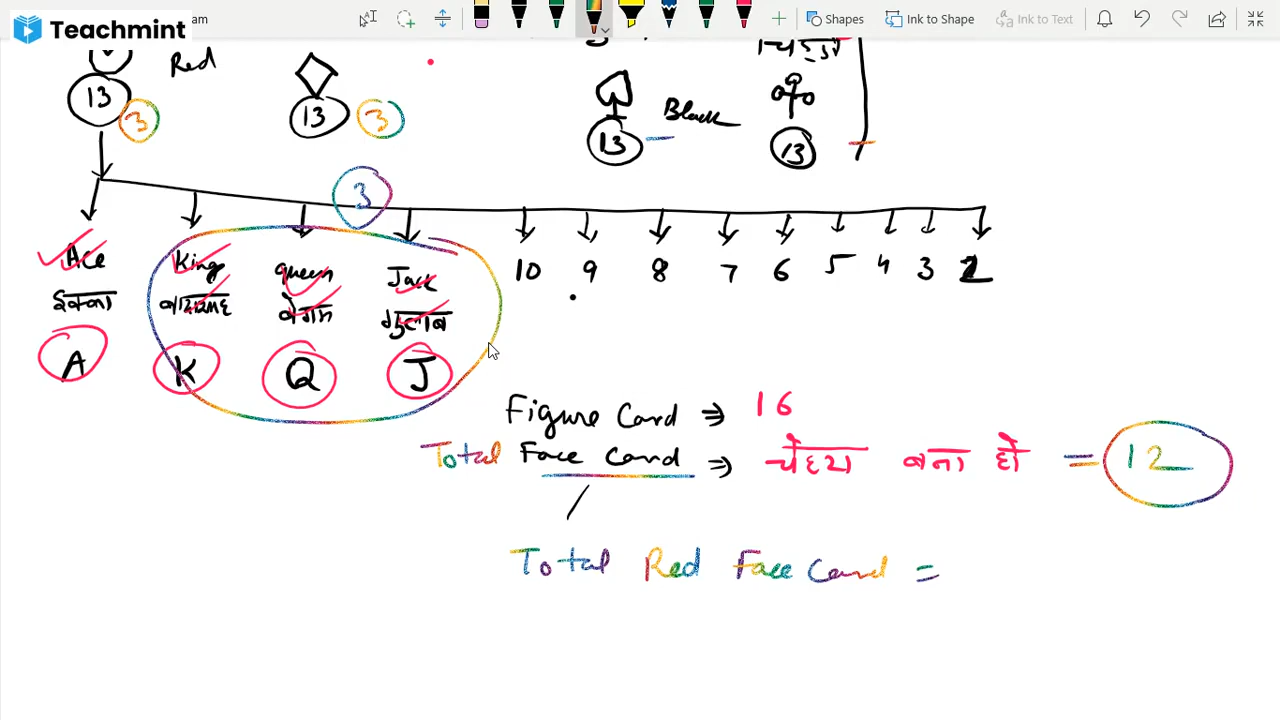 Teachmint
am
Shapes
Ink to Shape
Ink to Text
Red
Black
13 3
13 3
13
13
3
Ace King queen Jack 10 9 8 7 6 5 4 3 2
इक्का बादशाह बेगम गुलाम
A K Q J
Figure Card ⇒ 16
Total Face Card ⇒ चेहरा बना हो = 12
Total Red Face Card =